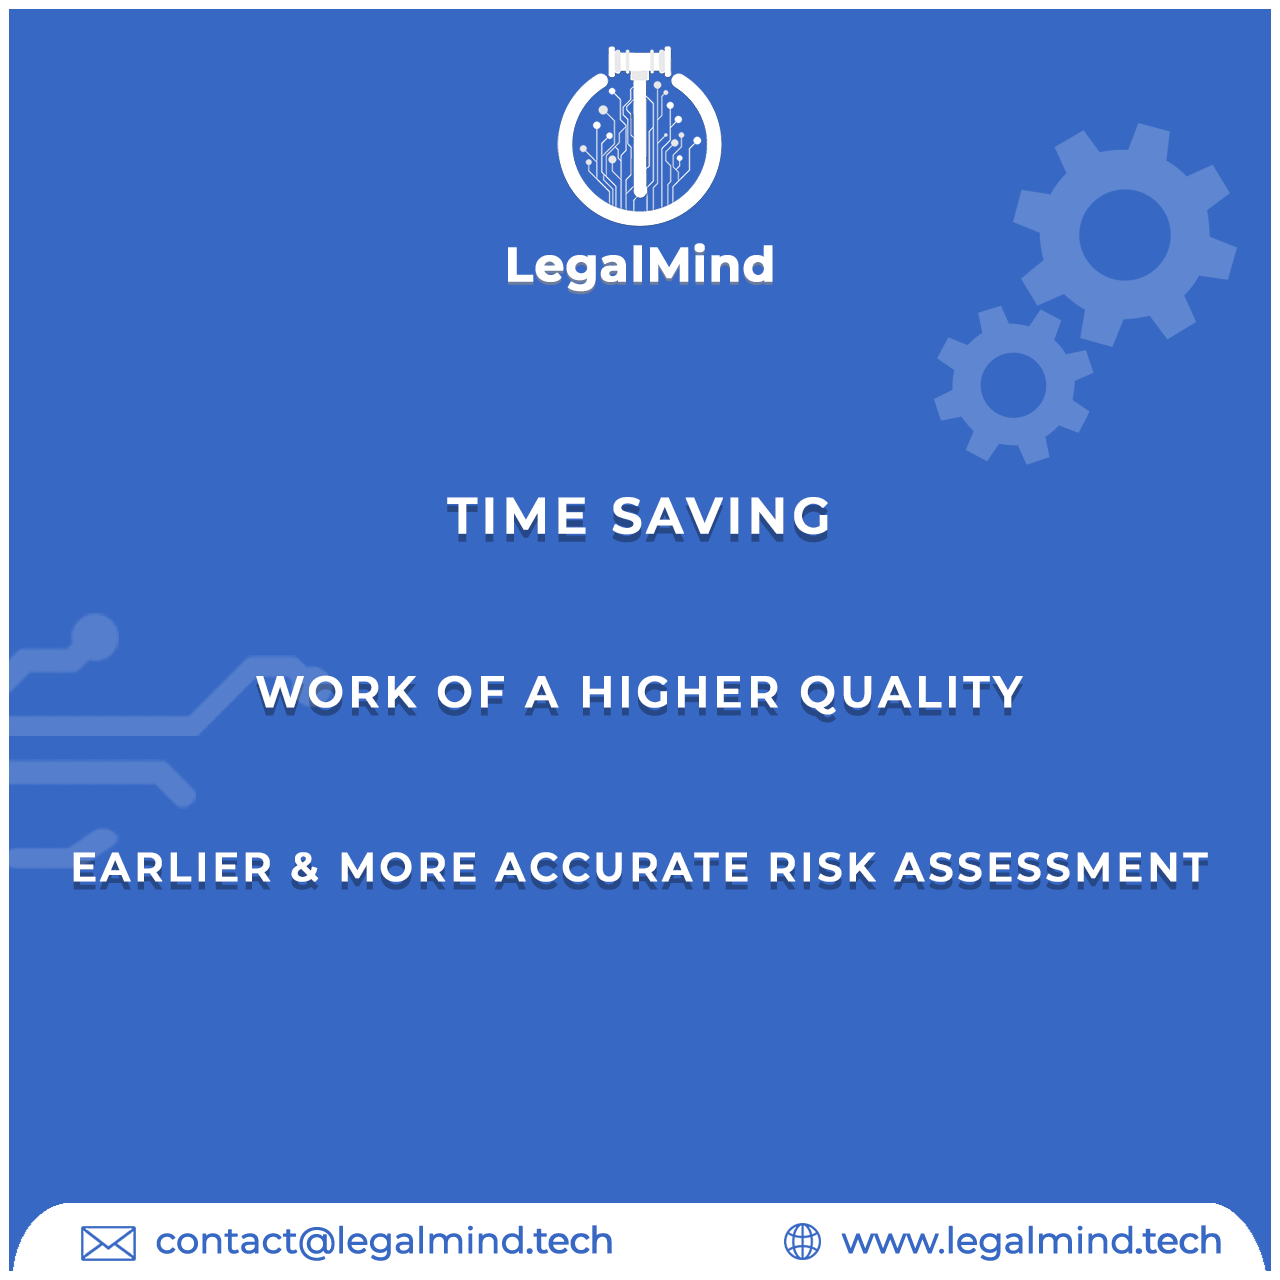 LegalMind
TIME SAVING
WORK OF A HIGHER QUALITY
EARLIER & MORE ACCURATE RISK ASSESSMENT
contact@legalmind.tech
www.legalmind.tech